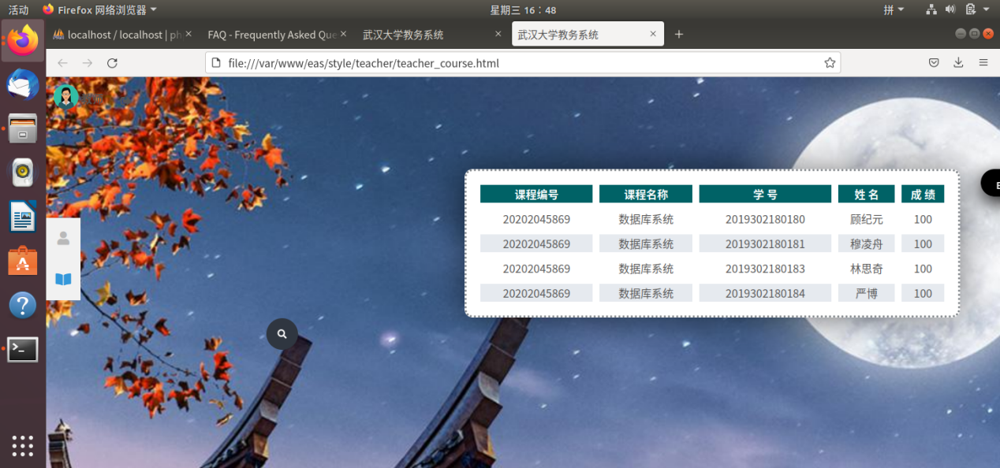 活动 Firefox 网络浏览器 星期三 16：48 拼
localhost / localhost | ph FAQ - Frequently Asked Que 武汉大学教务系统 武汉大学教务系统
file:///var/www/eas/style/teacher/teacher_course.html
课程编号 课程名称 学 号 姓 名 成 绩
20202045869 数据库系统 2019302180180 顾纪元 100
20202045869 数据库系统 2019302180181 穆凌舟 100
20202045869 数据库系统 2019302180183 林思奇 100
20202045869 数据库系统 2019302180184 严博 100